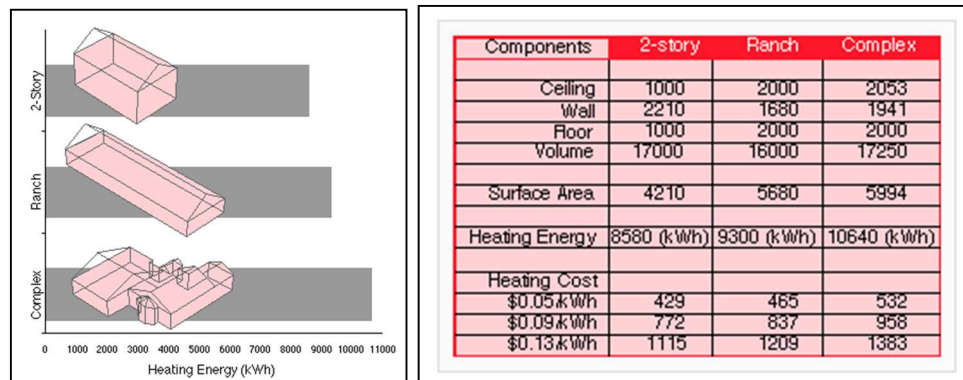 2-Story
Ranch
Complex
0 1000 2000 3000 4000 5000 6000 7000 8000 9000 10000 11000
Heating Energy (kWh)
Components 2-story Ranch Complex
Ceiling 1000 2000 2053
Wall 2210 1680 1941
Floor 1000 2000 2000
Volume 17000 16000 17250
Surface Area 4210 5680 5994
Heating Energy 8580 (kWh) 9300 (kWh) 10640 (kWh)
Heating Cost
$0.05/kWh 429 465 532
$0.09/kWh 772 837 958
$0.13/kWh 1115 1209 1383